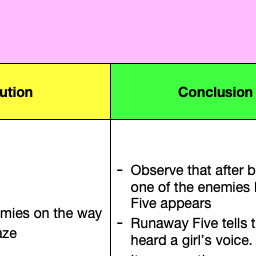 ution
Conclusion
- Observe that after b
one of the enemies
Five appears
mies on the way
- Runaway Five tells t
aze
heard a girl's voice.